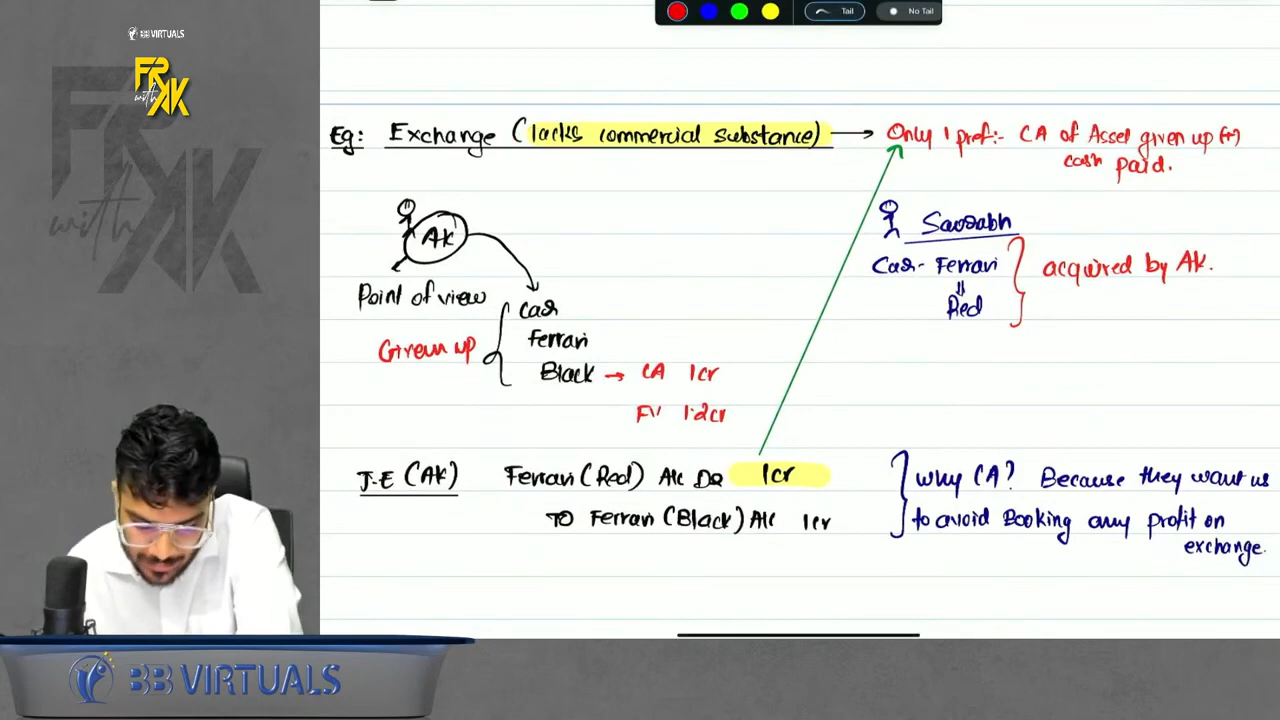 Tail
No Tail
BB VIRTUALS
FR
with AK
Eg: Exchange (lacks commercial substance) → Only 1 pref:- CA of Asset given up (+)
cash paid.
AK
Saurabh
Point of view
Car - Ferrari
Red
acquired by AK.
Given up
Car
Ferrari
Black → CA 1cr
FV 1.2cr
J.E (AK) Ferrari (Red) A/c DR 1cr
TO Ferrari (Black) A/c 1cr
Why CA? Because they want us
to avoid Booking any profit on
exchange.
BB VIRTUALS